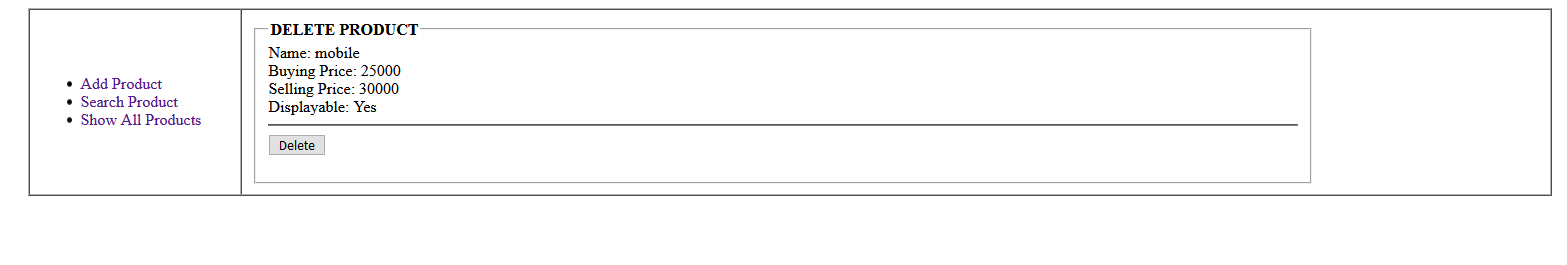 Add Product
Search Product
Show All Products
DELETE PRODUCT
Name: mobile
Buying Price: 25000
Selling Price: 30000
Displayable: Yes
Delete